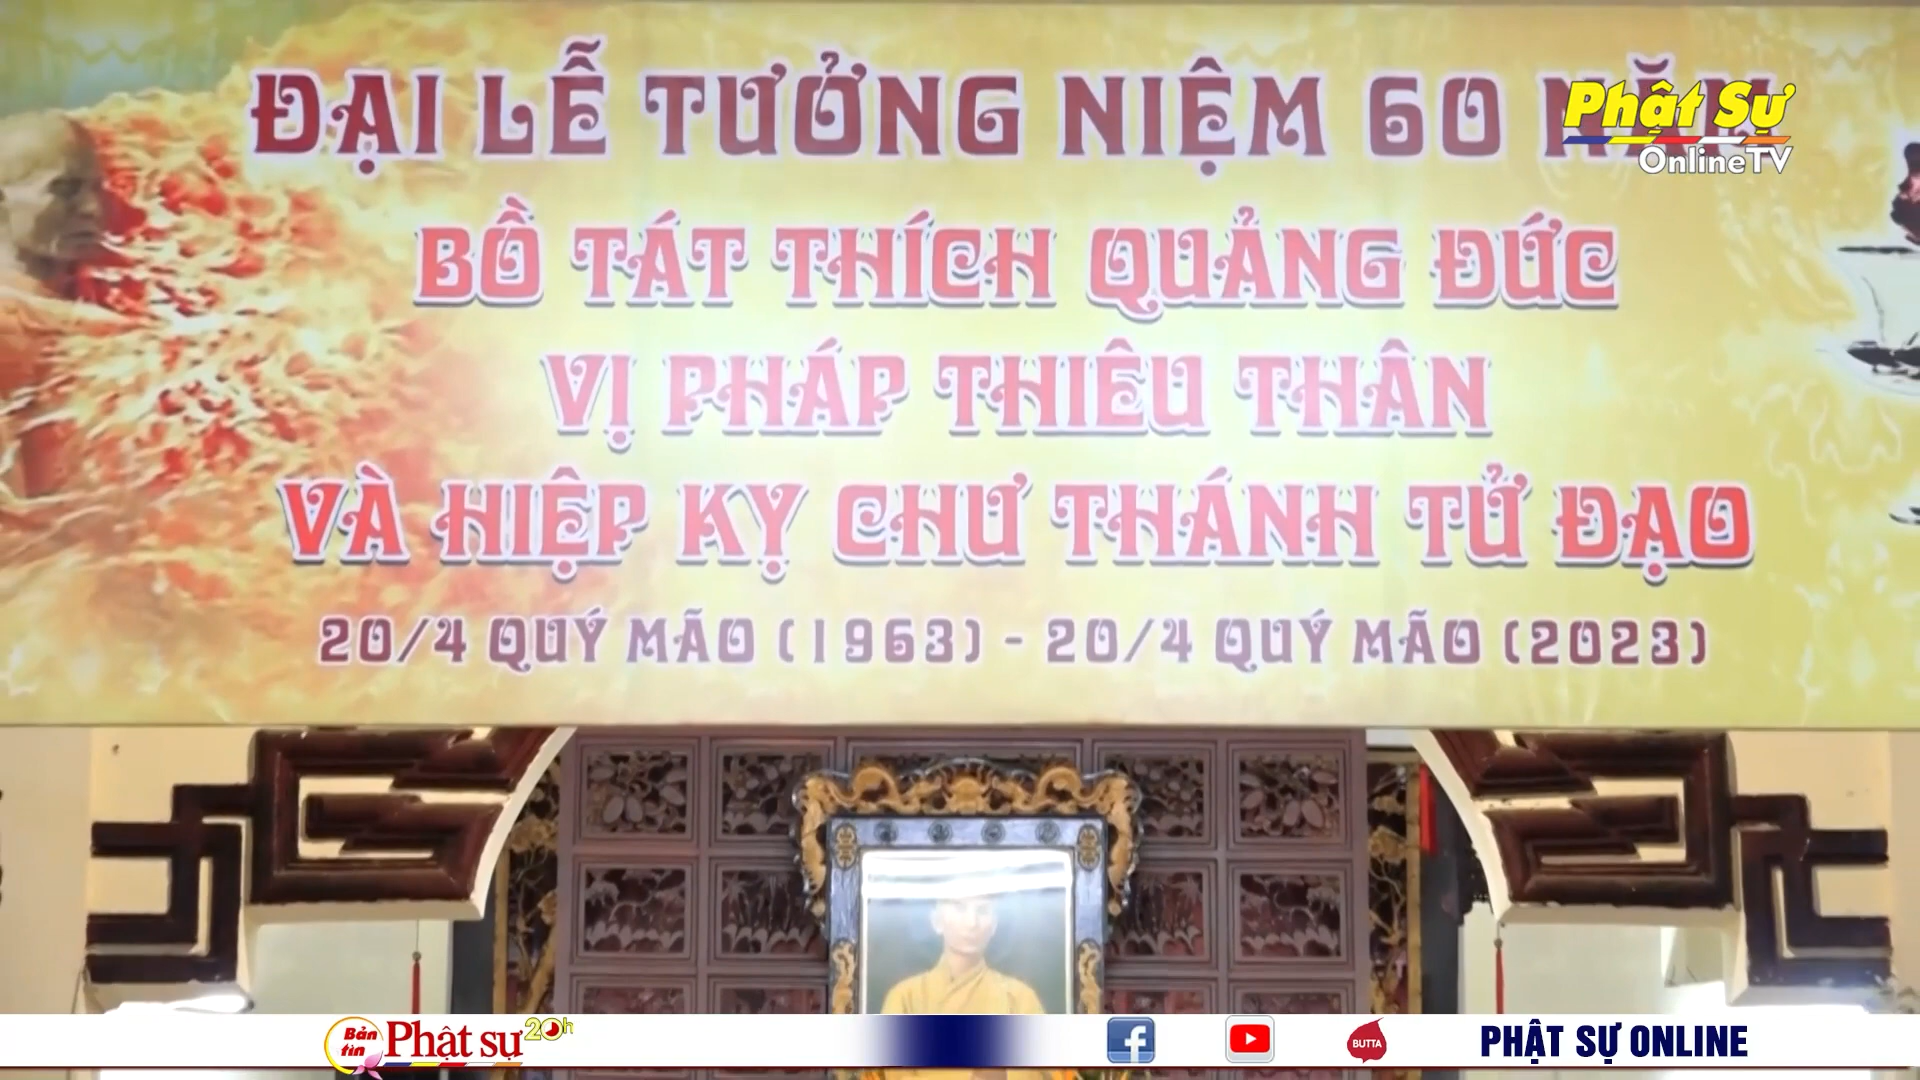 ĐẠI LỄ TƯỞNG NIỆM 60 NĂM
Phật Sự
OnlineTV
BỒ TÁT THÍCH QUẢNG ĐỨC
VỊ PHÁP THIÊU THÂN
VÀ HIỆP KỴ CHƯ THÁNH TỬ ĐẠO
20/4 QUÝ MÃO (1963) - 20/4 QUÝ MÃO (2023)
Bản tin Phật sự 20h
BUTTA
PHẬT SỰ ONLINE